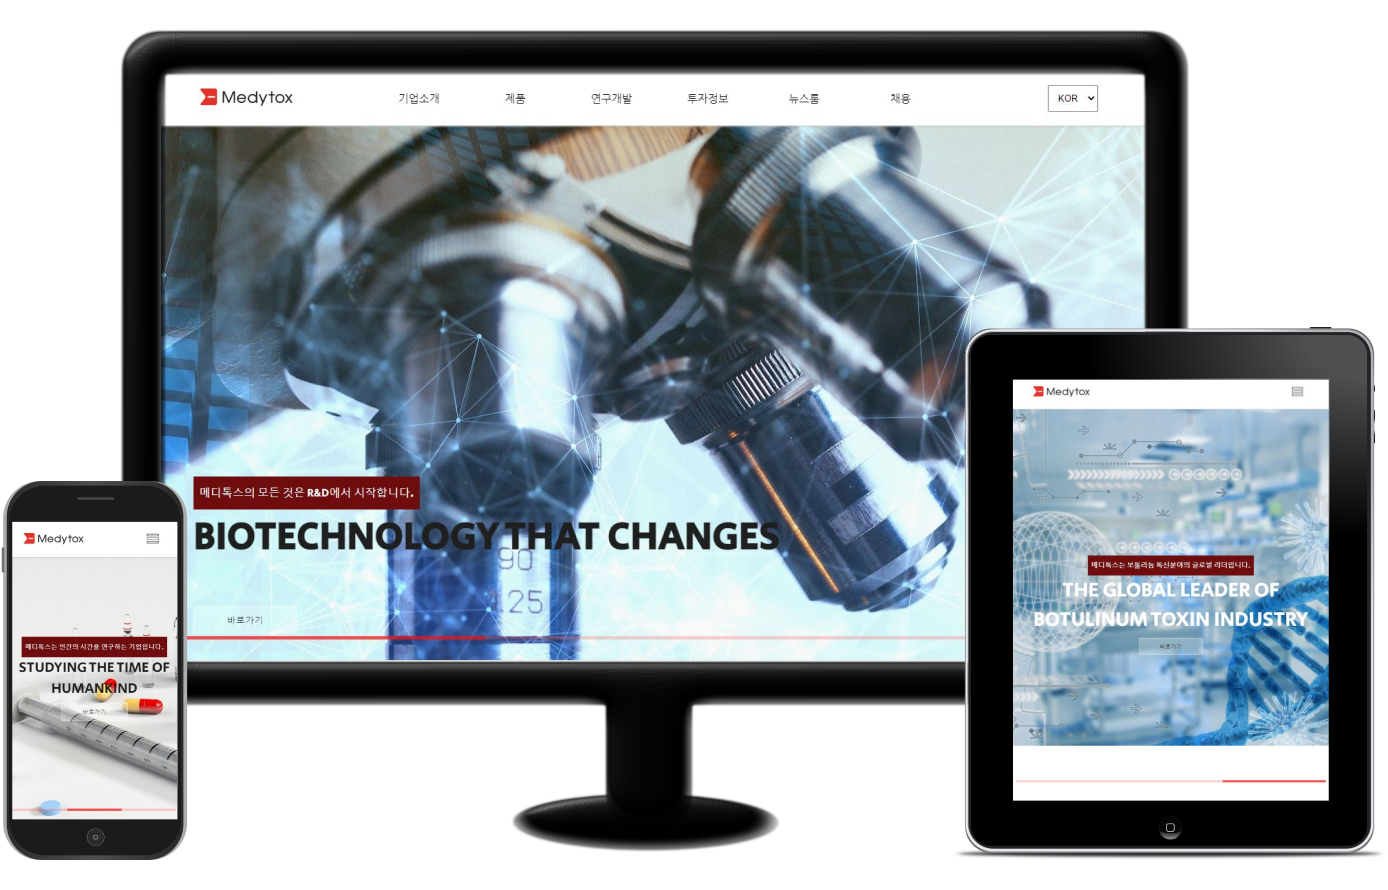 Medytox
기업소개
제품
연구개발
투자정보
뉴스룸
채용
KOR
메디톡스의 모든 것은 R&D에서 시작합니다.
BIOTECHNOLOGY THAT CHANGES
90
25
바로가기
Medytox
메디톡스는 인간의 시간을 연구하는 기업입니다.
STUDYING THE TIME OF
HUMANKIND
바로가기
Medytox
메디톡스는 보툴리눔 독신분야의 글로벌 리더입니다.
THE GLOBAL LEADER OF
BOTULINUM TOXIN INDUSTRY
바로가기